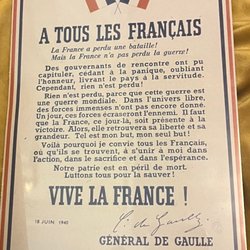 A TOUS LES FRANÇAIS
La France a perdu une bataille!
Mais la France n'a pas perdu la guerre!
Des gouvernants de rencontre ont pu
capituler, cédant à la panique, oubliant
l'honneur, livrant le pays à la servitude.
Cependant, rien n'est perdu!
Rien n'est perdu, parce que cette guerre est
une guerre mondiale. Dans l'univers libre,
des forces immenses n'ont pas encore donné.
Un jour, ces forces écraseront l'ennemi. Il faut
que la France, ce jour-là, soit présente à la
victoire. Alors, elle retrouvera sa liberté et sa
grandeur. Tel est mon but, mon seul but!
Voilà pourquoi je convie tous les Français,
où qu'ils se trouvent, à s'unir à moi dans
l'action, dans le sacrifice et dans l'espérance.
Notre patrie est en péril de mort.
Luttons tous pour la sauver!
VIVE LA FRANCE !
18 JUIN 1940
GÉNÉRAL DE GAULLE